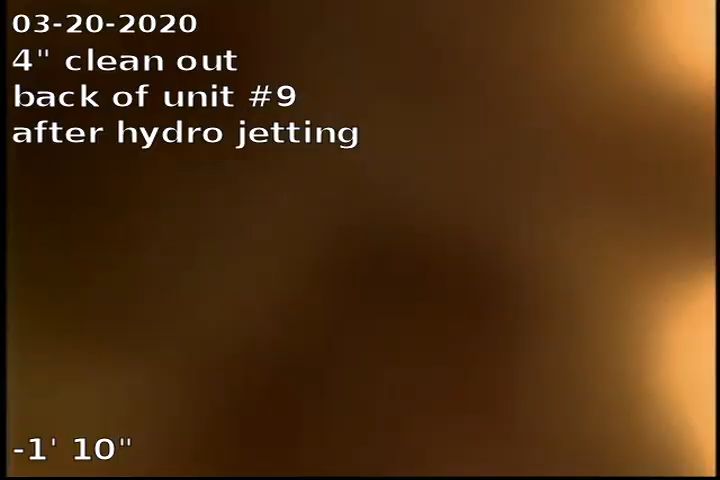 03-20-2020
4" clean out
back of unit #9
after hydro jetting
-1' 10"